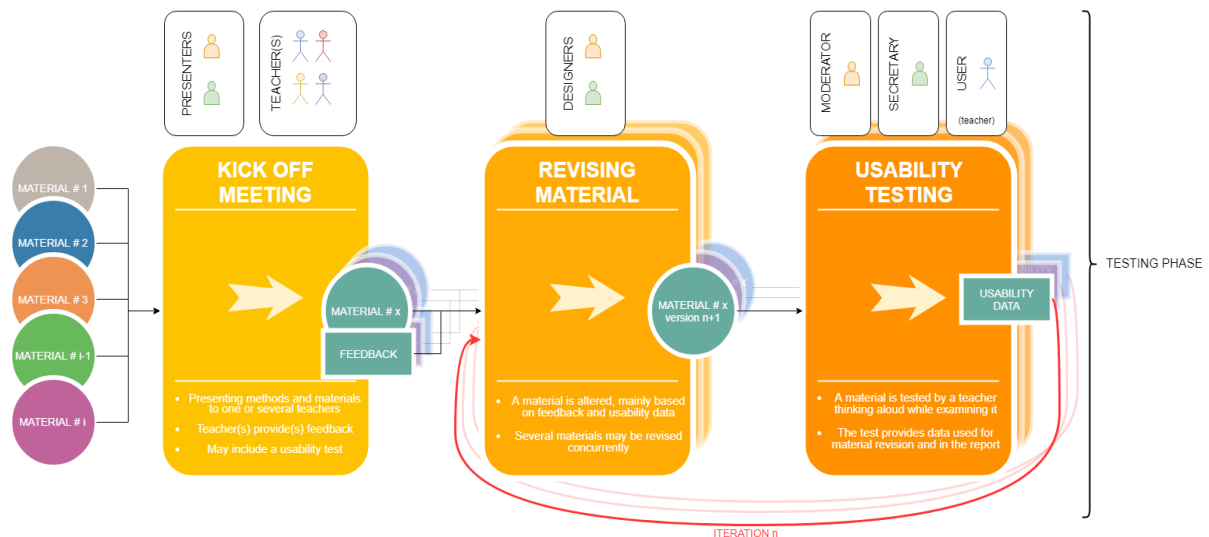 PRESENTERS
TEACHER(S)
DESIGNERS
MODERATOR
SECRETARY
USER
(teacher)
MATERIAL # 1
MATERIAL # 2
MATERIAL # 3
MATERIAL # i-1
MATERIAL # i
KICK OFF
MEETING
MATERIAL # x
FEEDBACK
• Presenting methods and materials
to one or several teachers
• Teacher(s) provide(s) feedback
• May include a usability test
REVISING
MATERIAL
MATERIAL # x
version n+1
• A material is altered, mainly based
on feedback and usability data
• Several materials may be revised
concurrently
USABILITY
TESTING
USABILITY
DATA
• A material is tested by a teacher
thinking aloud while examining it
• The test provides data used for
material revision and in the report
TESTING PHASE
ITERATION n